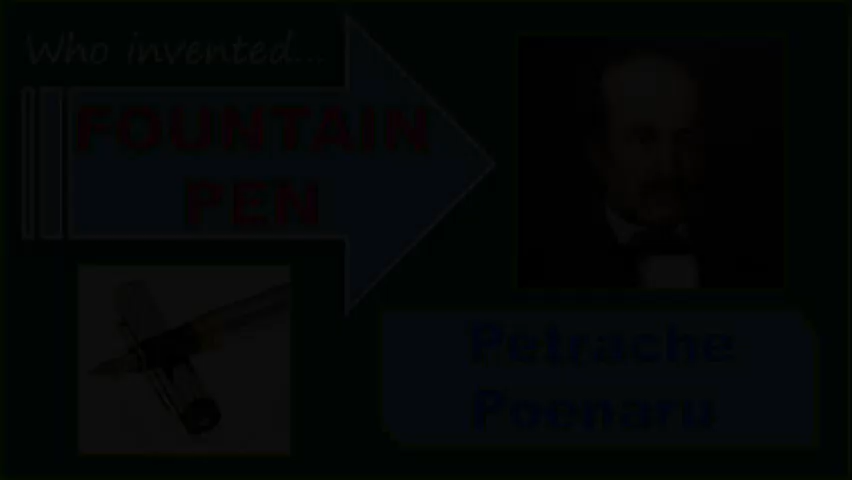 Who invented...
FOUNTAIN
PEN
Petrache
Poenaru